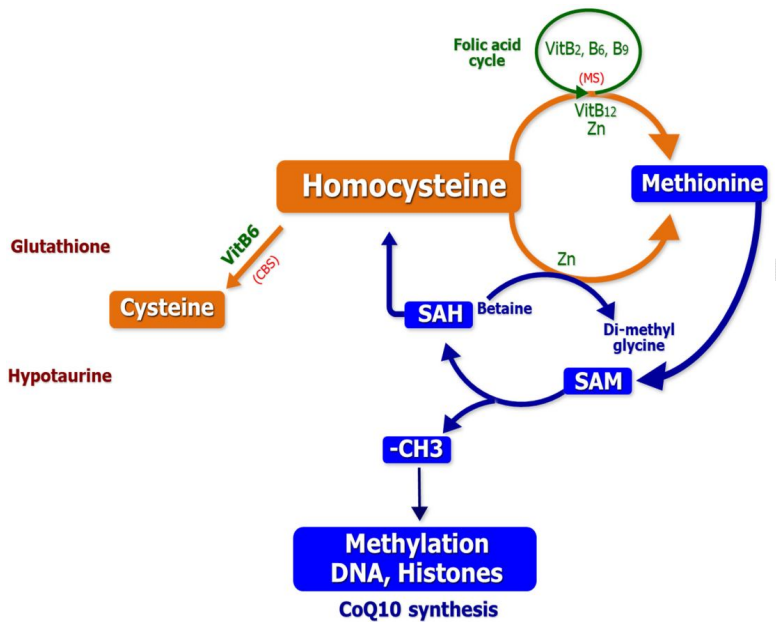 Folic acid
cycle
VitB2, B6, B9
(MS)
VitB12
Zn
Homocysteine
Methionine
Glutathione
VitB6
(CBS)
Zn
Cysteine
SAH
Betaine
Di-methyl
glycine
Hypotaurine
SAM
-CH3
Methylation
DNA, Histones
CoQ10 synthesis